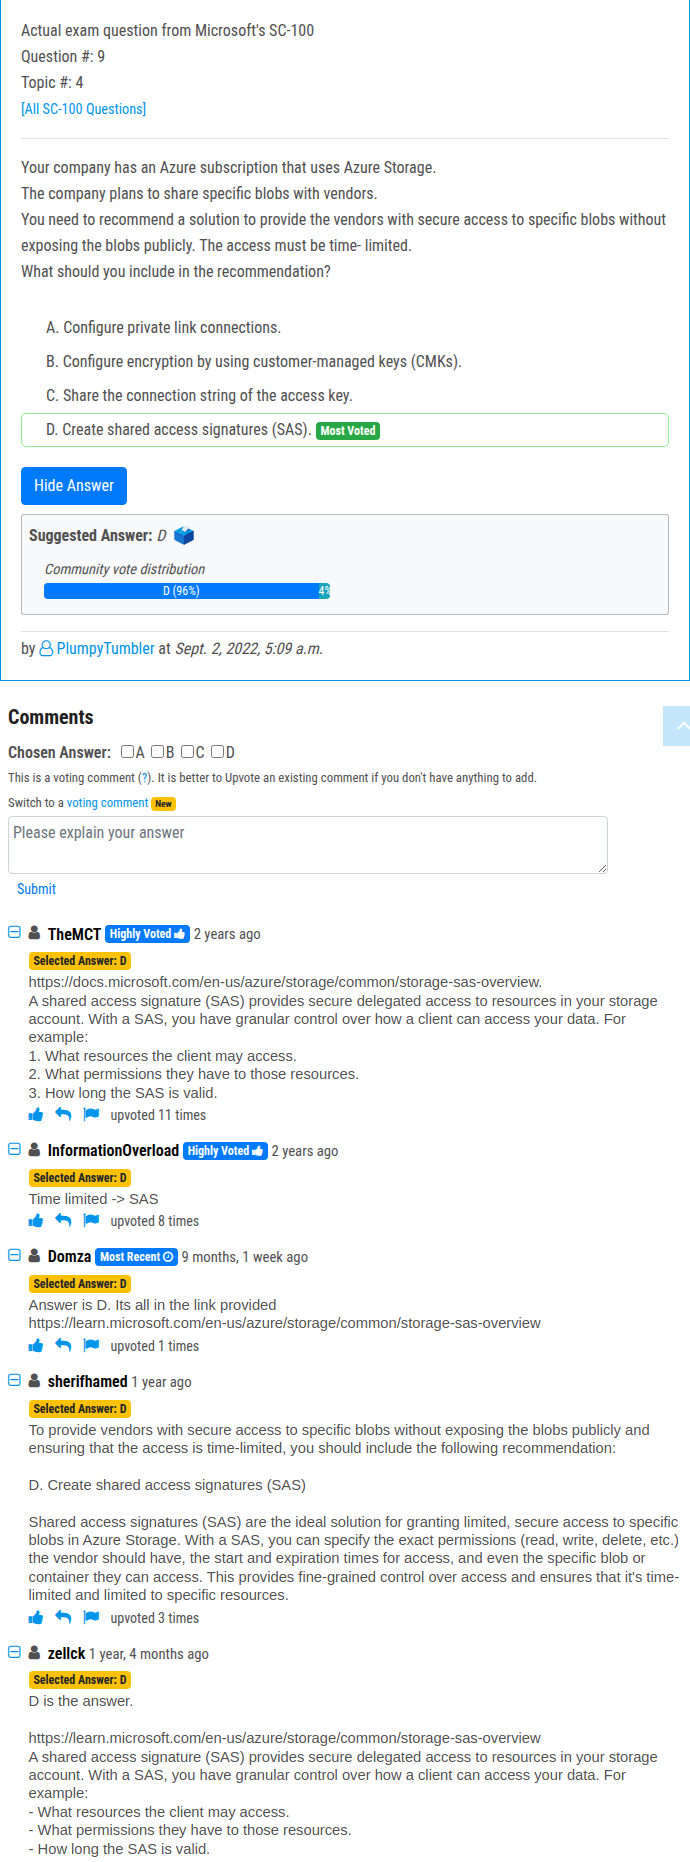 Actual exam question from Microsoft's SC-100
Question #: 9
Topic #: 4
[All SC-100 Questions]
Your company has an Azure subscription that uses Azure Storage.
The company plans to share specific blobs with vendors.
You need to recommend a solution to provide the vendors with secure access to specific blobs without
exposing the blobs publicly. The access must be time- limited.
What should you include in the recommendation?
A. Configure private link connections.
B. Configure encryption by using customer-managed keys (CMKs).
C. Share the connection string of the access key.
D. Create shared access signatures (SAS). Most Voted
Hide Answer
Suggested Answer: D
Community vote distribution
D (96%) 4%
by PlumpyTumbler at Sept. 2, 2022, 5:09 a.m.
Comments
Chosen Answer: A B C D
This is a voting comment (?). It is better to Upvote an existing comment if you don't have anything to add.
Switch to a voting comment New
Please explain your answer
Submit
TheMCT Highly Voted 2 years ago
Selected Answer: D
https://docs.microsoft.com/en-us/azure/storage/common/storage-sas-overview.
A shared access signature (SAS) provides secure delegated access to resources in your storage
account. With a SAS, you have granular control over how a client can access your data. For
example:
1. What resources the client may access.
2. What permissions they have to those resources.
3. How long the SAS is valid.
upvoted 11 times
InformationOverload Highly Voted 2 years ago
Selected Answer: D
Time limited -> SAS
upvoted 8 times
Domza Most Recent 9 months, 1 week ago
Selected Answer: D
Answer is D. Its all in the link provided
https://learn.microsoft.com/en-us/azure/storage/common/storage-sas-overview
upvoted 1 times
sherifhamed 1 year ago
Selected Answer: D
To provide vendors with secure access to specific blobs without exposing the blobs publicly and
ensuring that the access is time-limited, you should include the following recommendation:
D. Create shared access signatures (SAS)
Shared access signatures (SAS) are the ideal solution for granting limited, secure access to specific
blobs in Azure Storage. With a SAS, you can specify the exact permissions (read, write, delete, etc.)
the vendor should have, the start and expiration times for access, and even the specific blob or
container they can access. This provides fine-grained control over access and ensures that it's time-
limited and limited to specific resources.
upvoted 3 times
zellck 1 year, 4 months ago
Selected Answer: D
D is the answer.
https://learn.microsoft.com/en-us/azure/storage/common/storage-sas-overview
A shared access signature (SAS) provides secure delegated access to resources in your storage
account. With a SAS, you have granular control over how a client can access your data. For
example:
- What resources the client may access.
- What permissions they have to those resources.
- How long the SAS is valid.